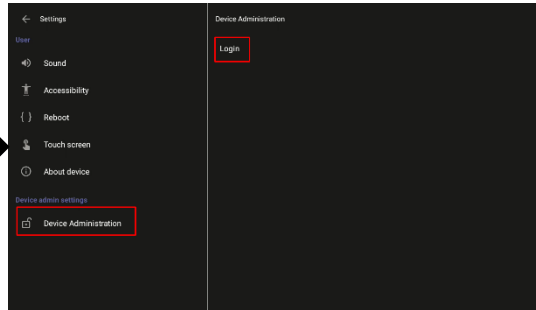 Settings
User
Sound
Accessibility
Reboot
Touch screen
About device
Device admin settings
Device Administration
Device Administration
Login